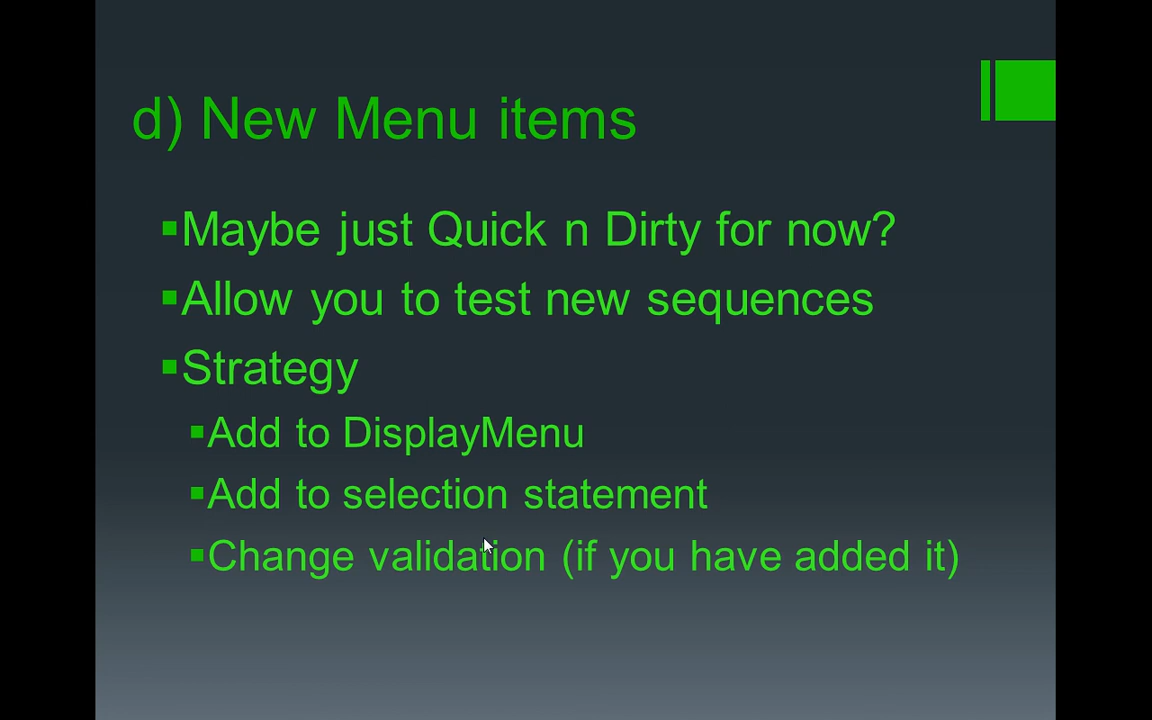 d) New Menu items
▪Maybe just Quick n Dirty for now?
▪Allow you to test new sequences
▪Strategy
▪Add to DisplayMenu
▪Add to selection statement
▪Change validation (if you have added it)